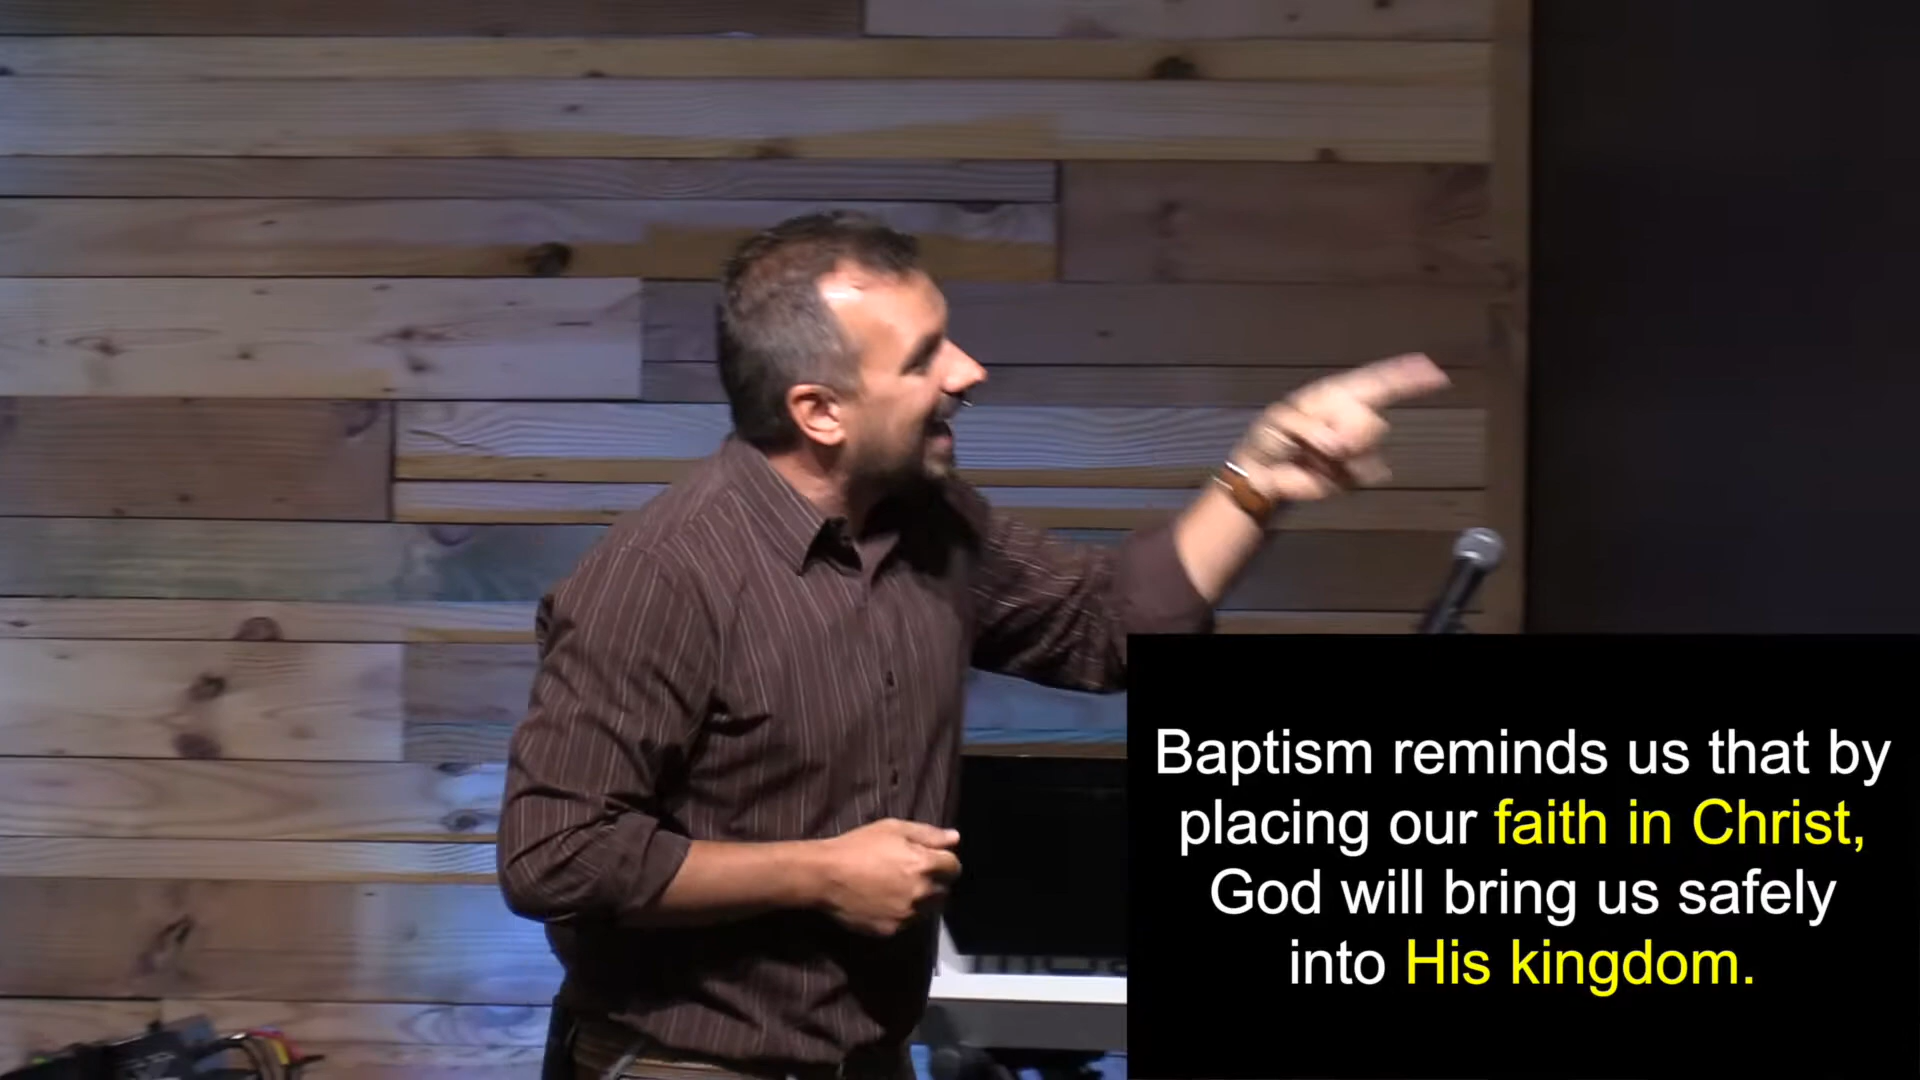 Baptism reminds us that by
placing our faith in Christ,
God will bring us safely
into His kingdom.